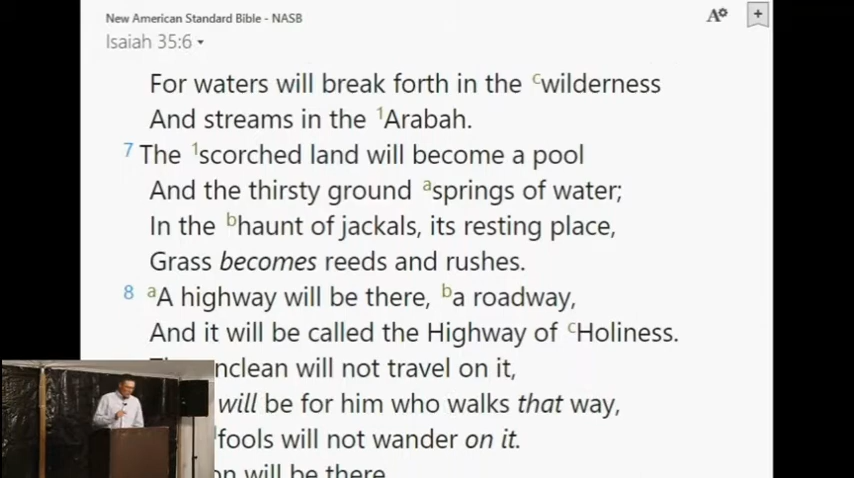 New American Standard Bible - NASB
Isaiah 35:6
A
+
For waters will break forth in the cwilderness
And streams in the 1Arabah.
7 The 1scorched land will become a pool
And the thirsty ground asprings of water;
In the bhaunt of jackals, its resting place,
Grass becomes reeds and rushes.
8 aA highway will be there, ba roadway,
And it will be called the Highway of cHoliness.
will not travel on it,
will be for him who walks that way,
fools will not wander on it.
will be there